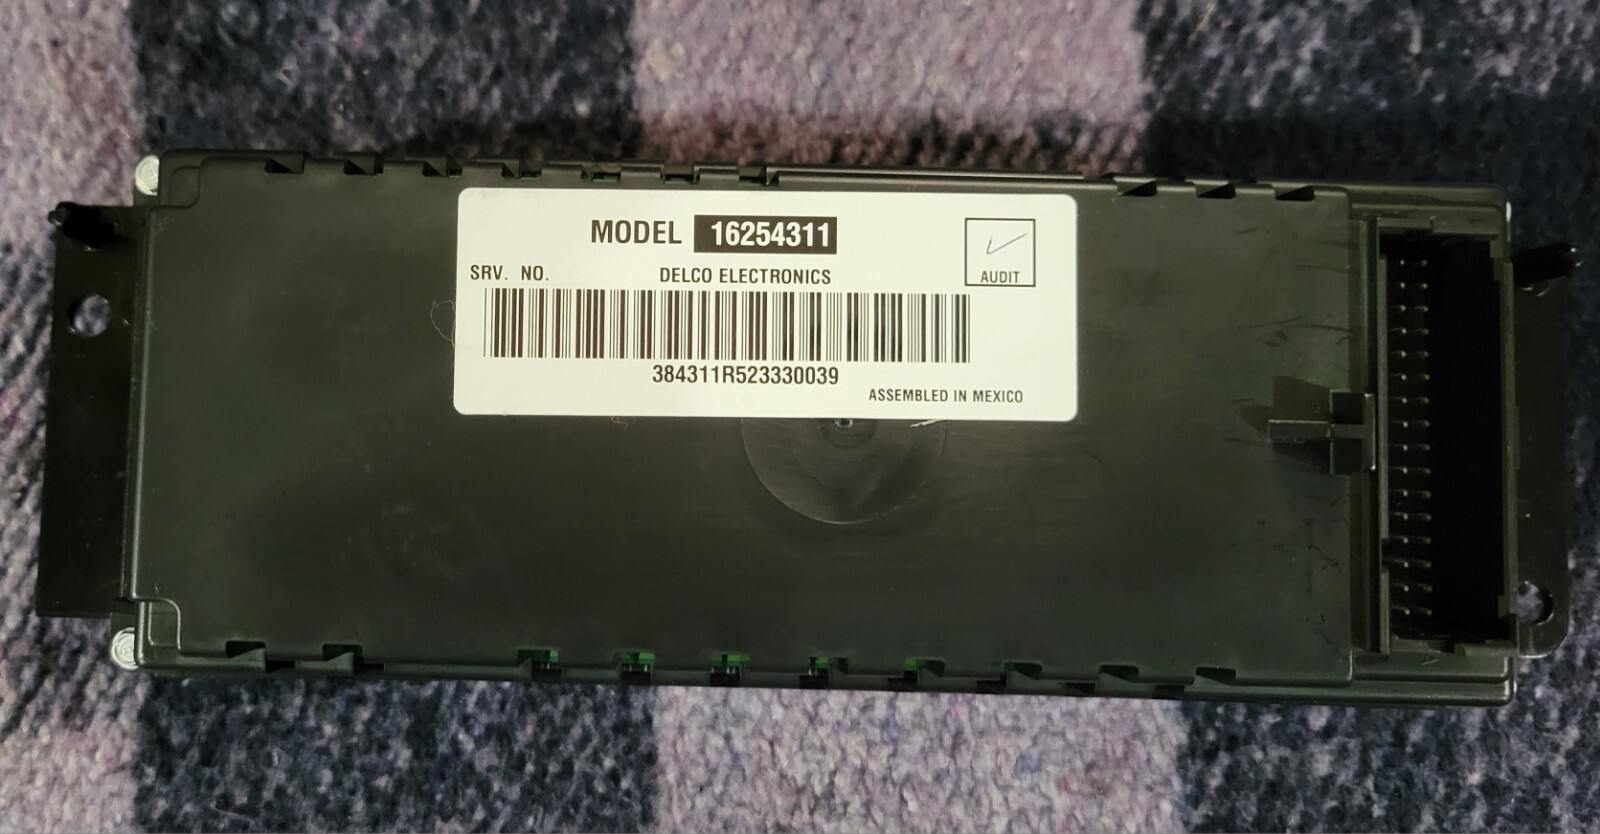 MODEL 16254311
SRV. NO. DELCO ELECTRONICS
AUDIT
384311R523330039
ASSEMBLED IN MEXICO